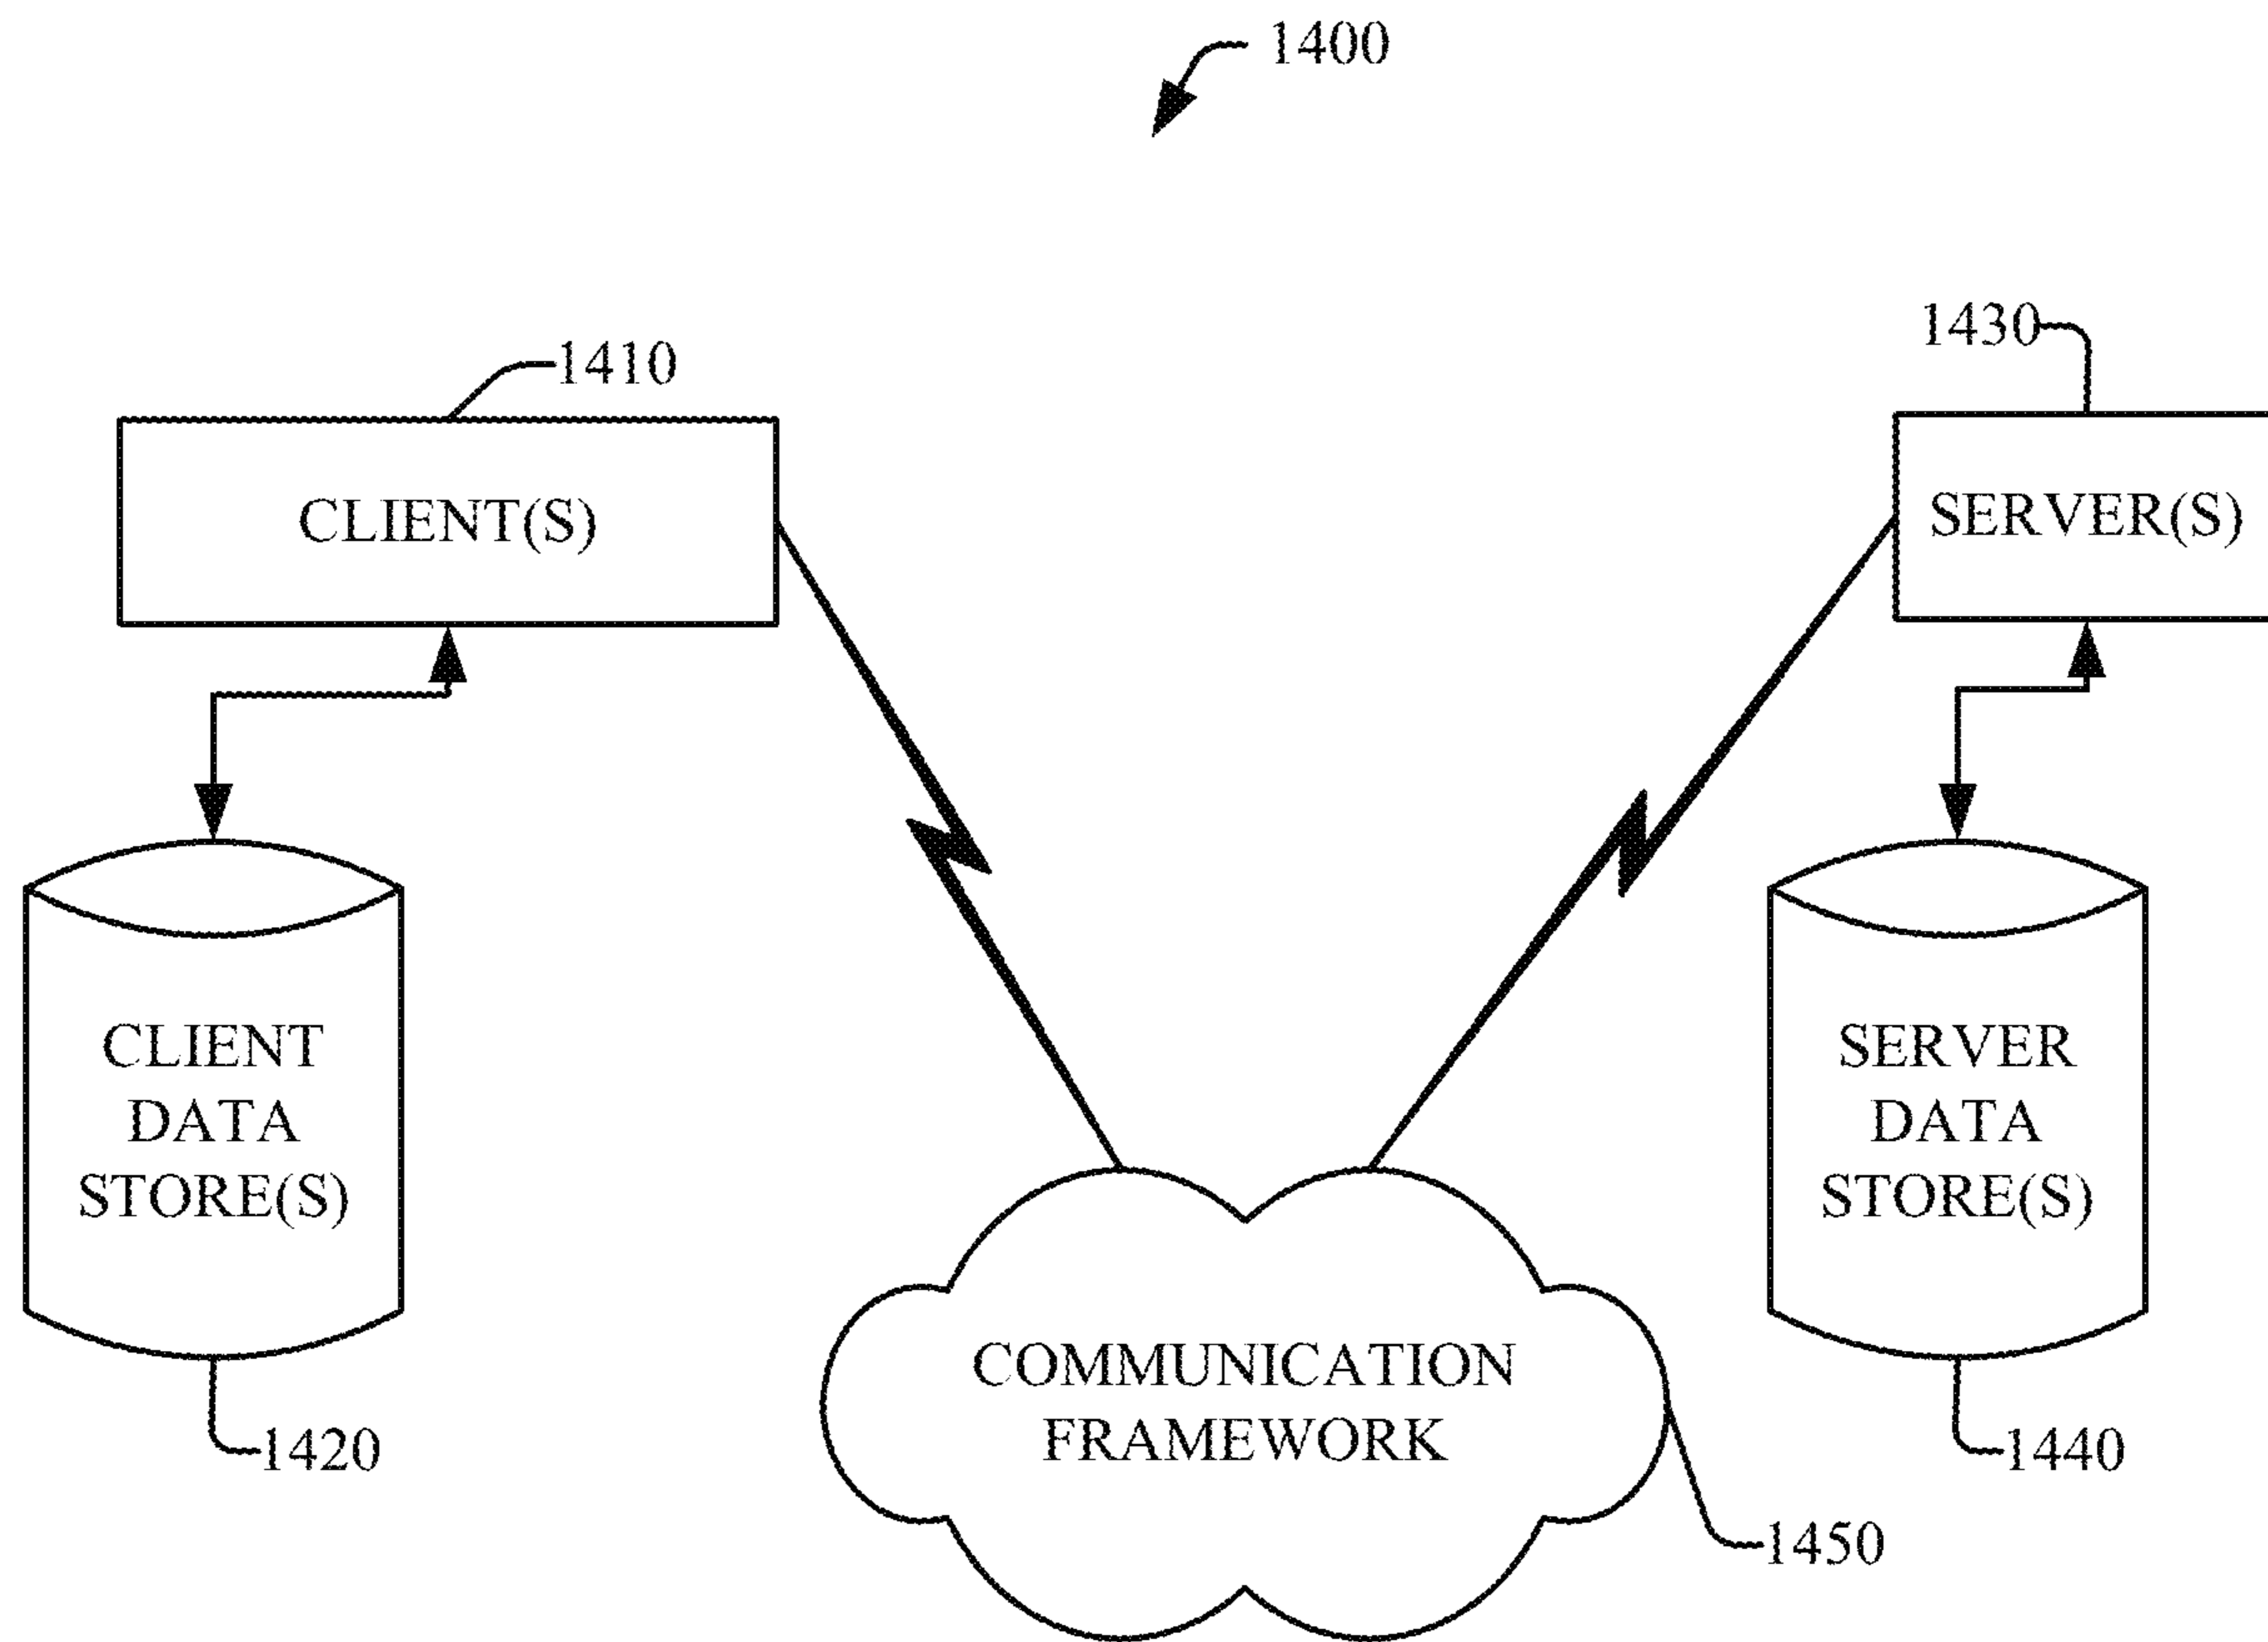 1400
1410
1430
CLIENT(S)
SERVER(S)
CLIENT
DATA
STORE(S)
SERVER
DATA
STORE(S)
COMMUNICATION
FRAMEWORK
1420
1440
1450